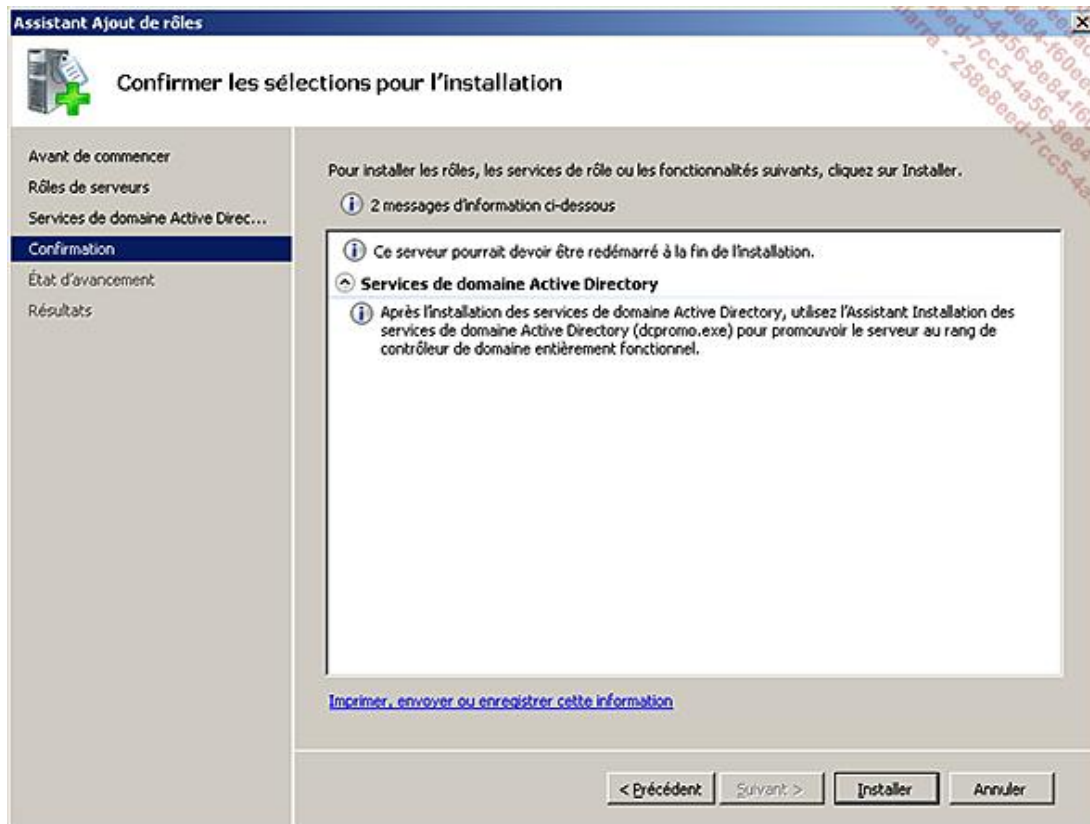 Assistant Ajout de rôles
Confirmer les sélections pour l'installation
Avant de commencer
Rôles de serveurs
Services de domaine Active Direc...
Confirmation
État d'avancement
Résultats
Pour installer les rôles, les services de rôle ou les fonctionnalités suivants, cliquez sur Installer.
2 messages d'information ci-dessous
Ce serveur pourrait devoir être redémarré à la fin de l'installation.
Services de domaine Active Directory
Après l'installation des services de domaine Active Directory, utilisez l'Assistant Installation des
services de domaine Active Directory (dcpromo.exe) pour promouvoir le serveur au rang de
contrôleur de domaine entièrement fonctionnel.
Imprimer, envoyer ou enregistrer cette information
< Précédent
Suivant >
Installer
Annuler